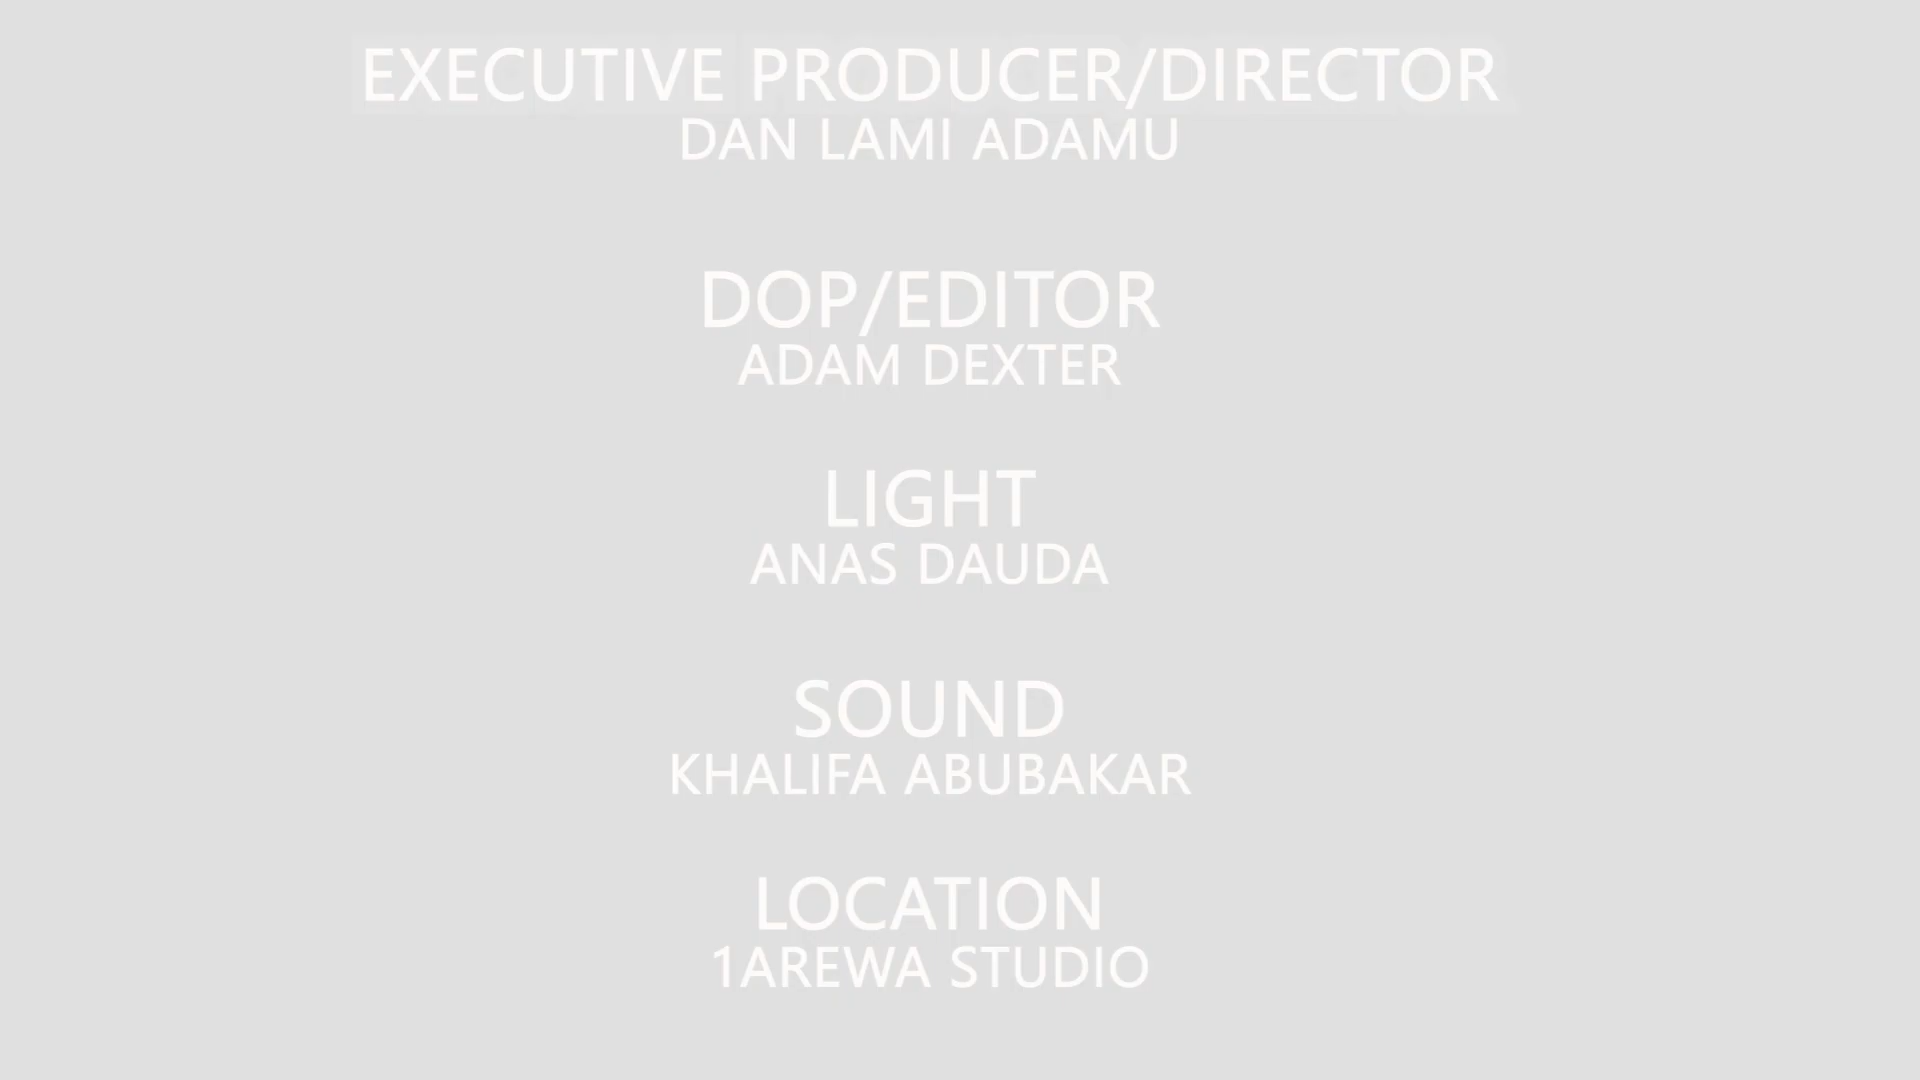 EXECUTIVE PRODUCER/DIRECTOR
DAN LAMI ADAMU
DOP/EDITOR
ADAM DEXTER
LIGHT
ANAS DAUDA
SOUND
KHALIFA ABUBAKAR
LOCATION
1AREWA STUDIO